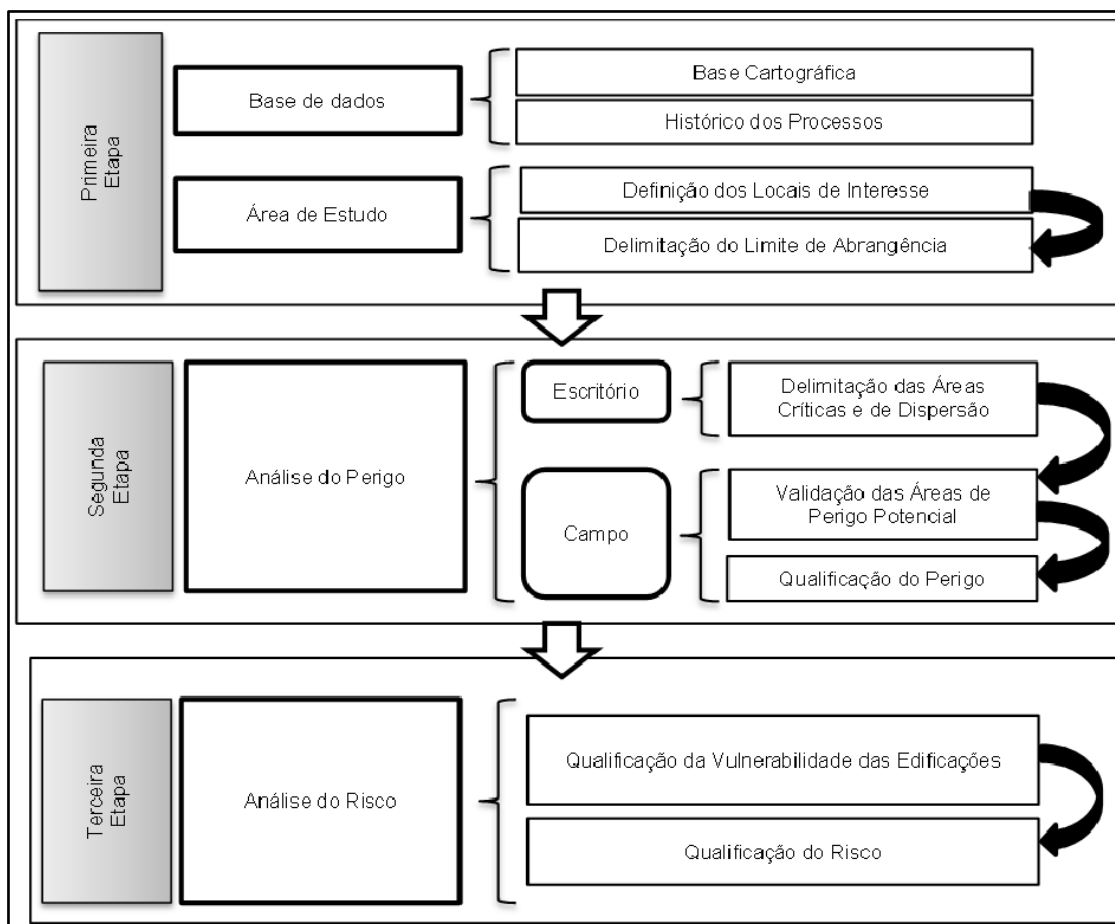 Primeira
Etapa
Base de dados
Base Cartográfica
Histórico dos Processos
Área de Estudo
Definição dos Locais de Interesse
Delimitação do Limite de Abrangência
Segunda
Etapa
Análise do Perigo
Escritório
Delimitação das Áreas
Críticas e de Dispersão
Campo
Validação das Áreas de
Perigo Potencial
Qualificação do Perigo
Terceira
Etapa
Análise do Risco
Qualificação da Vulnerabilidade das Edificações
Qualificação do Risco